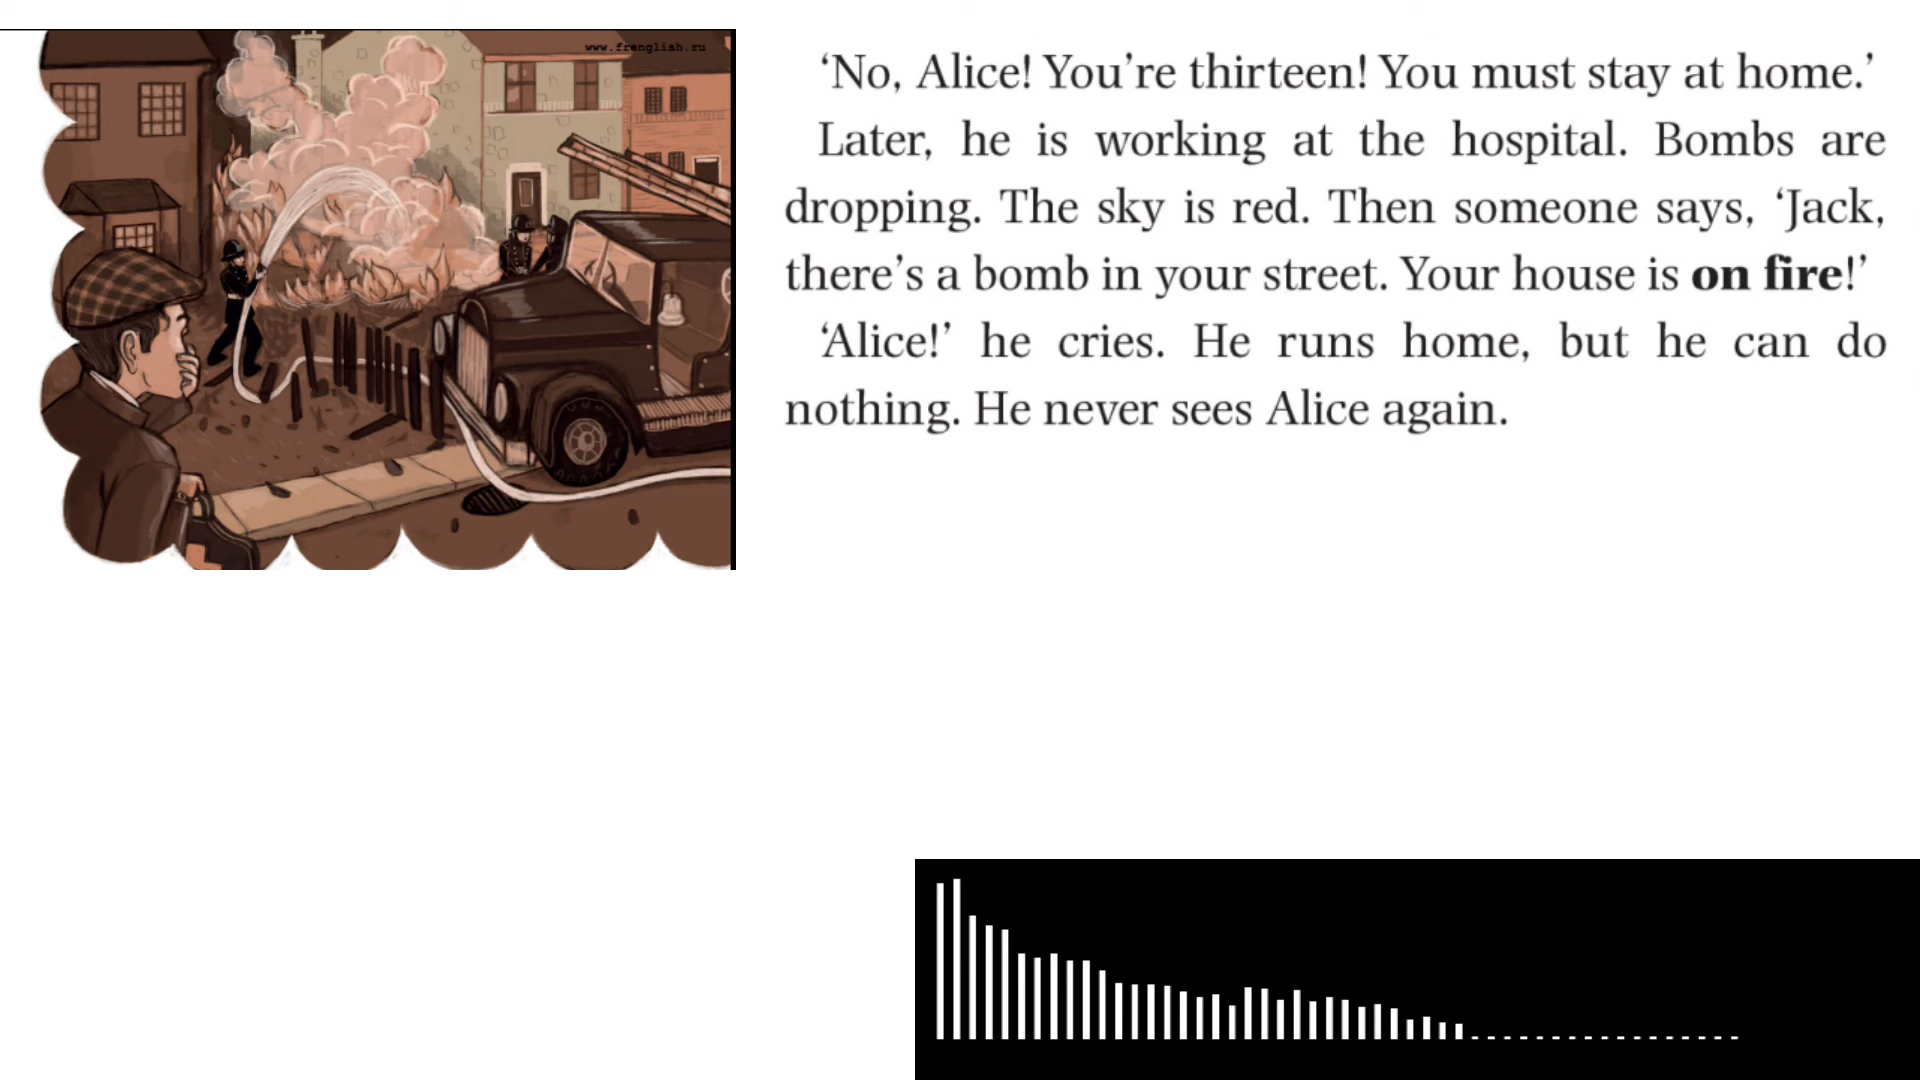 www.frenglish.ru
‘No, Alice! You’re thirteen! You must stay at home.’
Later, he is working at the hospital. Bombs are
dropping. The sky is red. Then someone says, ‘Jack,
there’s a bomb in your street. Your house is on fire!’
‘Alice!’ he cries. He runs home, but he can do
nothing. He never sees Alice again.